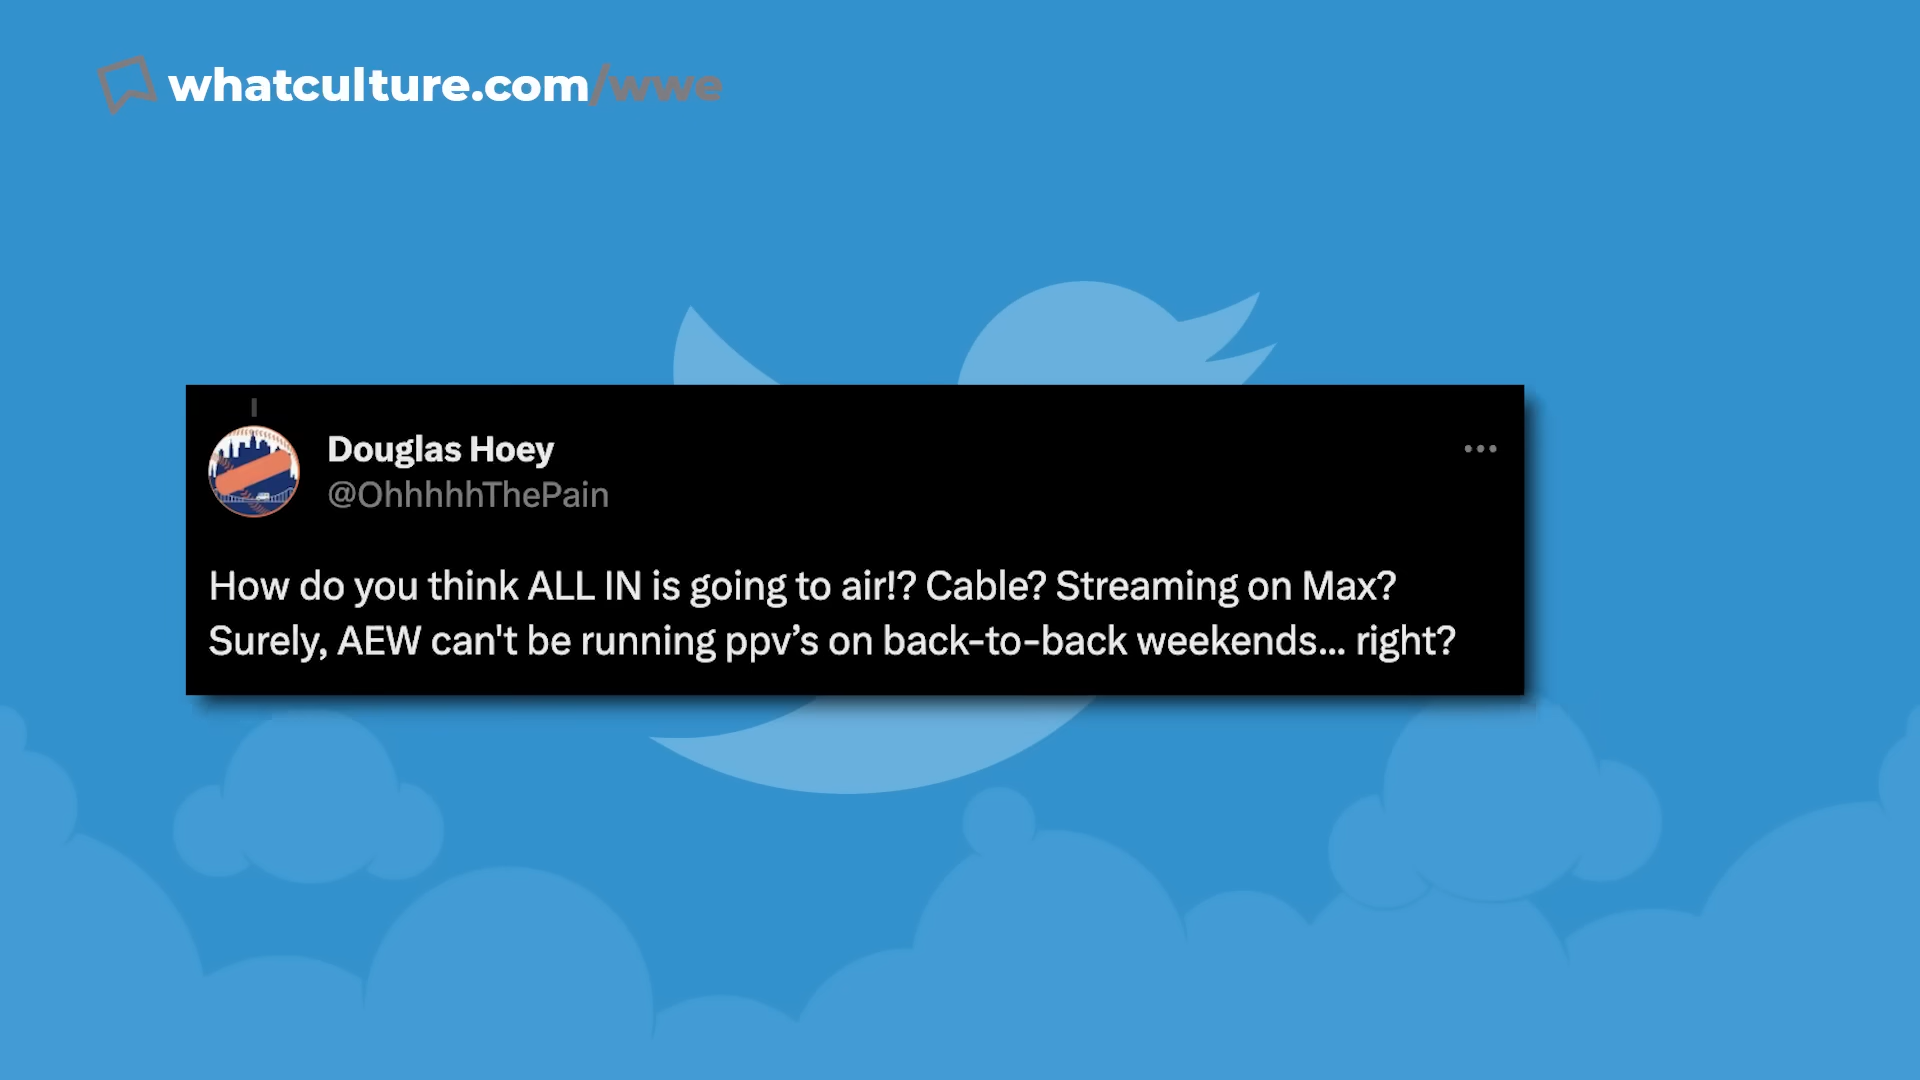 whatculture.com/wwe
Douglas Hoey
@OhhhhhThePain
How do you think ALL IN is going to air!? Cable? Streaming on Max?
Surely, AEW can't be running ppv’s on back-to-back weekends... right?